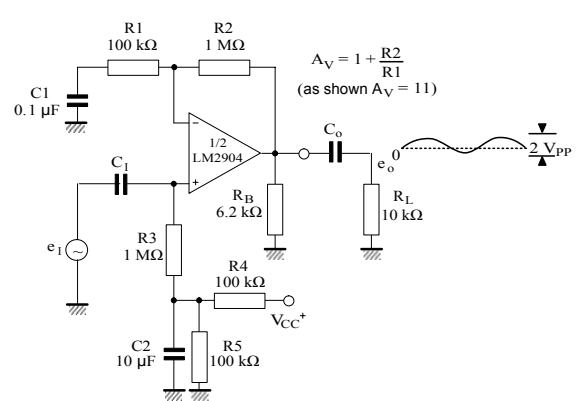 R1
100 kΩ
R2
1 MΩ
A_V = 1 + R2/R1
(as shown A_V = 11)
C1
0.1 µF
1/2
LM2904
−
+
C_I
C_o
e_o
0
2 V_PP
R_B
6.2 kΩ
R_L
10 kΩ
e_I
~
R3
1 MΩ
R4
100 kΩ
V_CC+
C2
10 µF
R5
100 kΩ